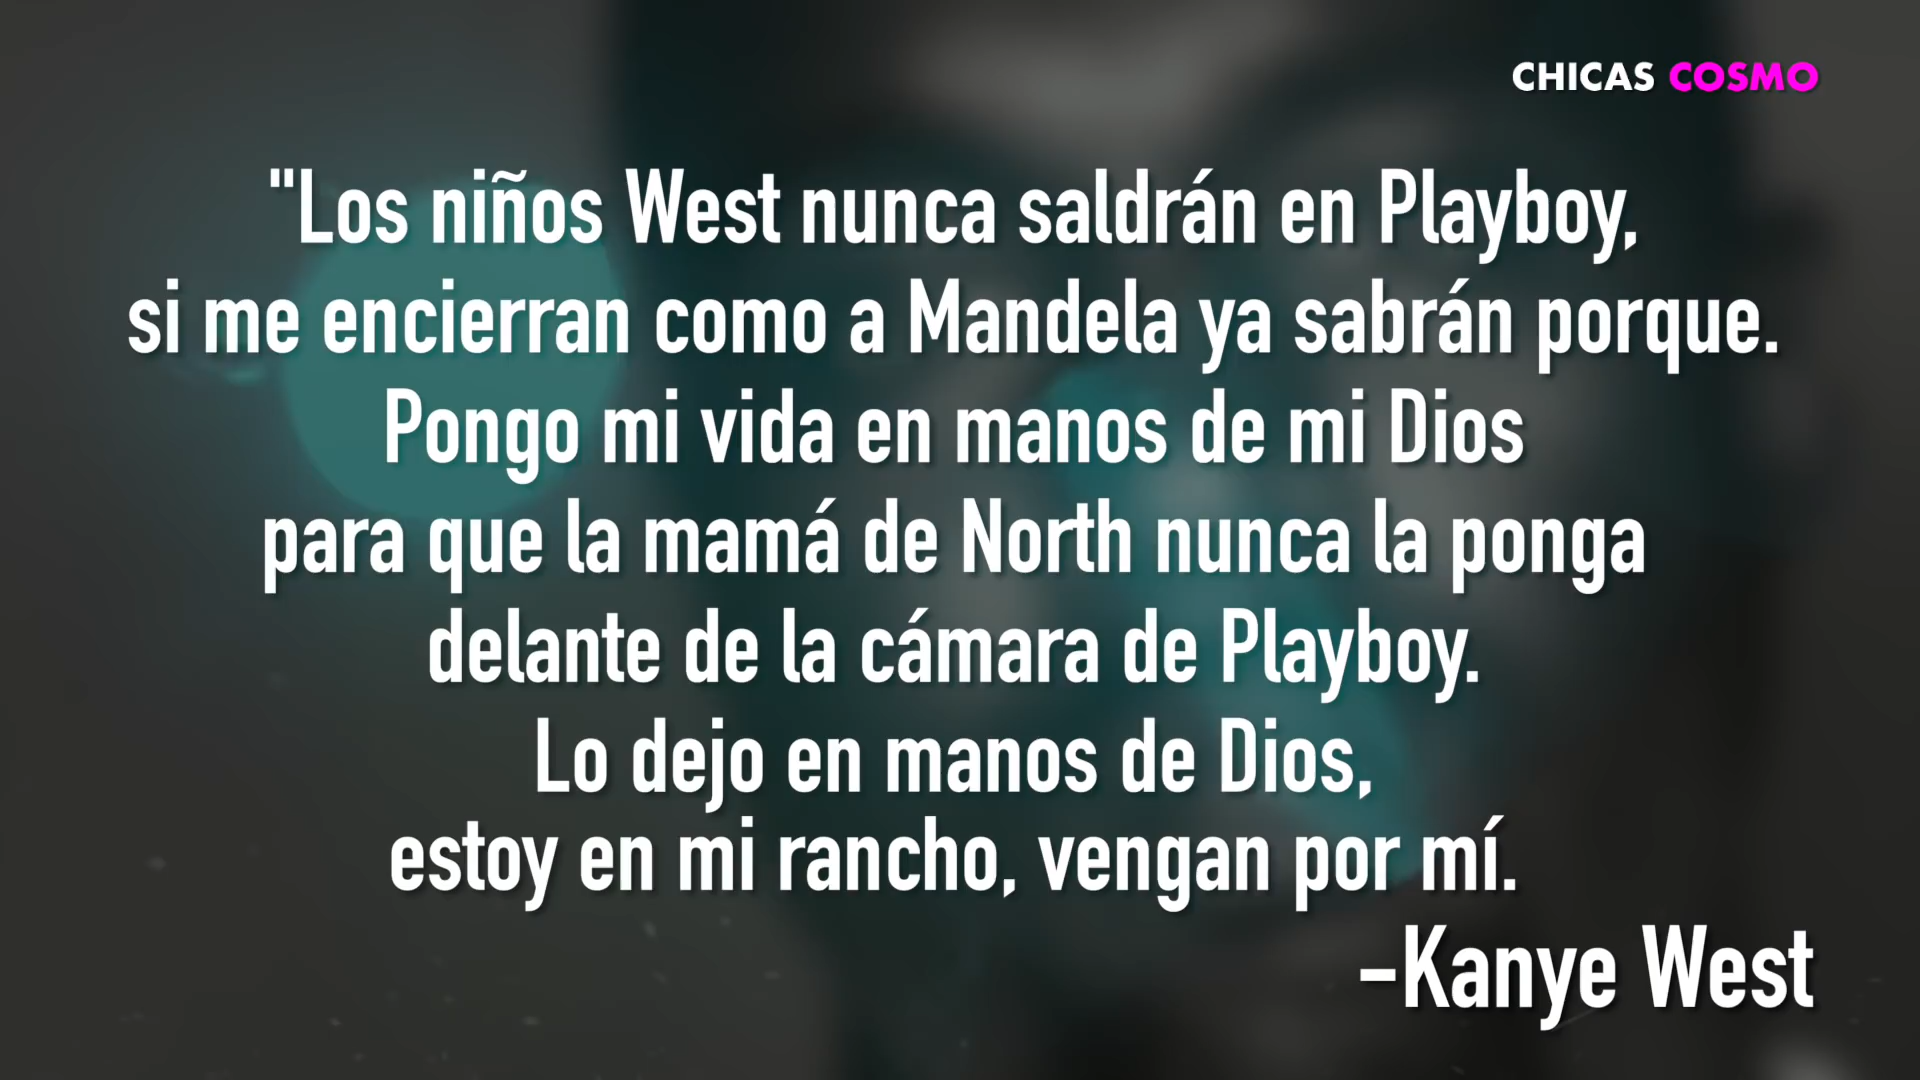 CHICAS COSMO
"Los niños West nunca saldrán en Playboy,
si me encierran como a Mandela ya sabrán porque.
Pongo mi vida en manos de mi Dios
para que la mamá de North nunca la ponga
delante de la cámara de Playboy.
Lo dejo en manos de Dios,
estoy en mi rancho, vengan por mí.
-Kanye West